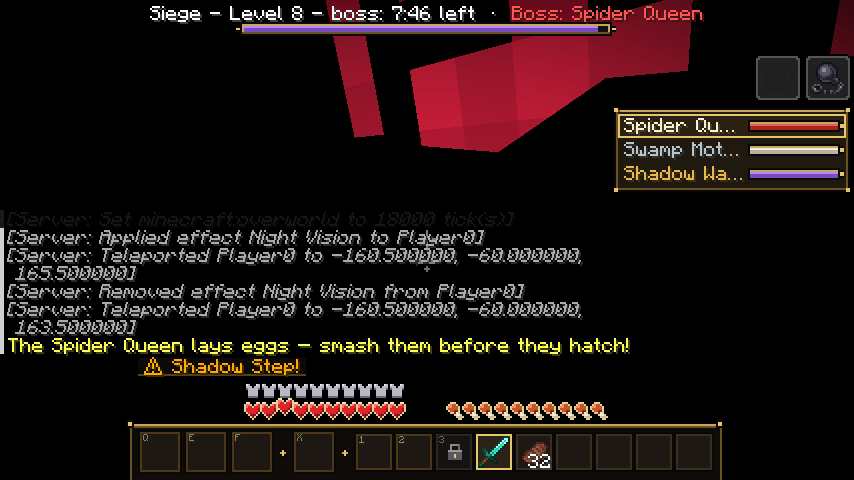 Siege – Level 8 – boss: 7:46 left · Boss: Spider Queen
Spider Qu...
Swamp Mot...
Shadow Wa...
[Server: Set minecraft:overworld to 18000 tick(s)]
[Server: Applied effect Night Vision to Player0]
[Server: Teleported Player0 to -160.500000, -60.000000,
165.500000]
[Server: Removed effect Night Vision from Player0]
[Server: Teleported Player0 to -160.500000, -60.000000,
163.500000]
The Spider Queen lays eggs – smash them before they hatch!
⚠ Shadow Step!
Q E F X 1 2 3
32